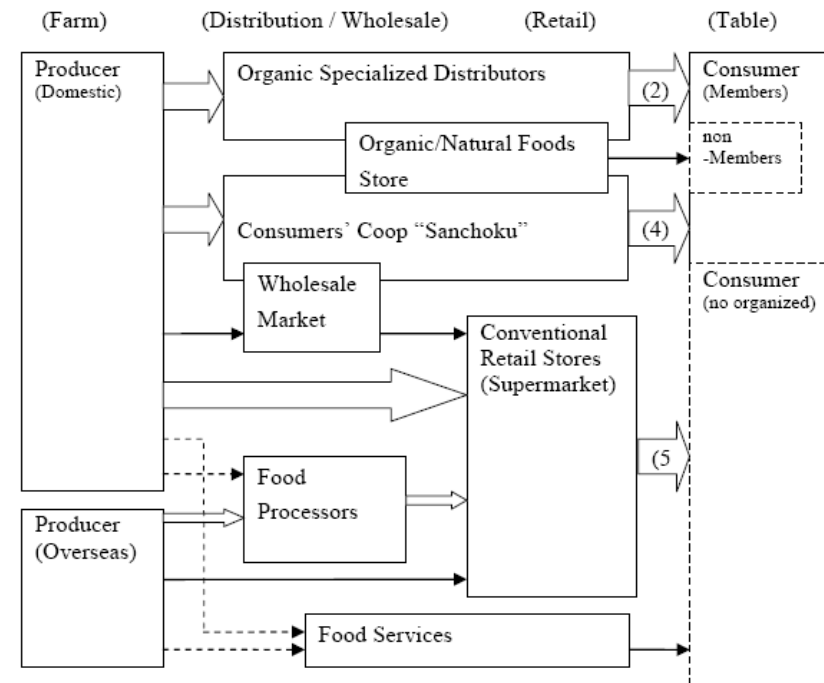 (Farm) (Distribution / Wholesale) (Retail) (Table)
Producer
(Domestic)
Organic Specialized Distributors
(2)
Consumer
(Members)
Organic/Natural Foods
Store
non
-Members
Consumers' Coop “Sanchoku”
(4)
Wholesale
Market
Consumer
(no organized)
Conventional
Retail Stores
(Supermarket)
(5
Food
Processors
Producer
(Overseas)
Food Services